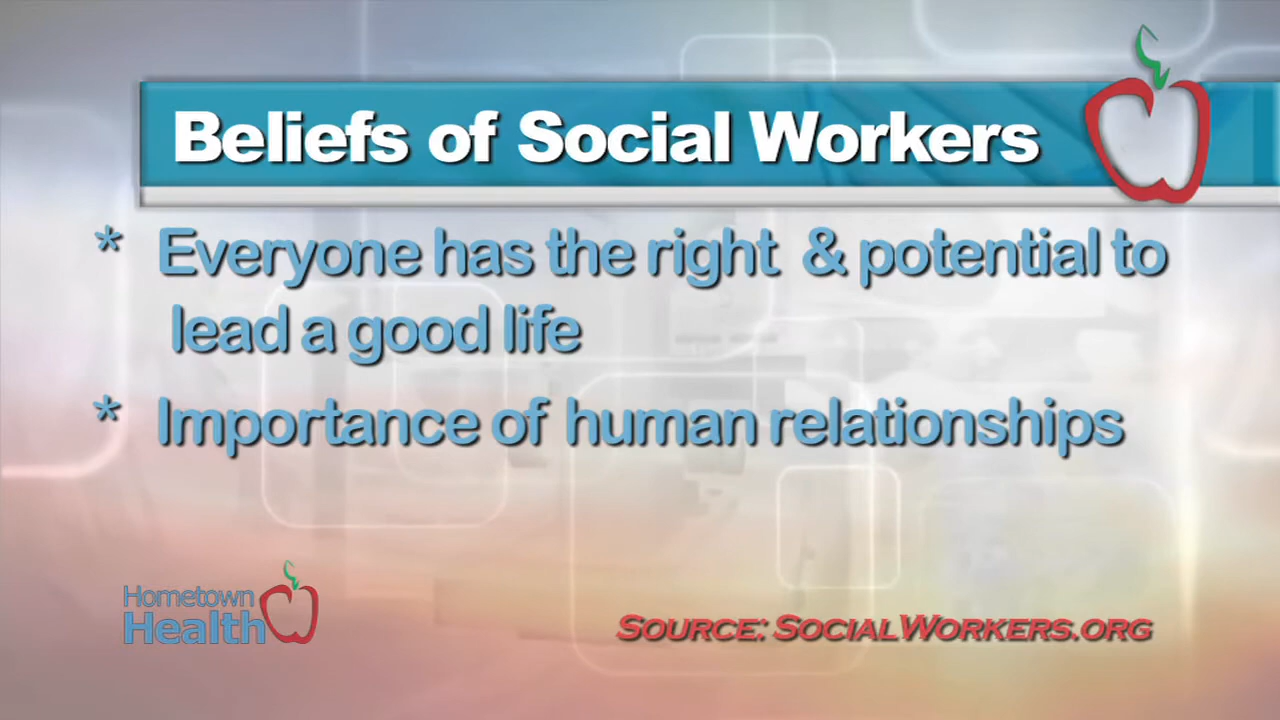 Beliefs of Social Workers
* Everyone has the right & potential to
lead a good life
* Importance of human relationships
Hometown
Health
Source: SocialWorkers.org